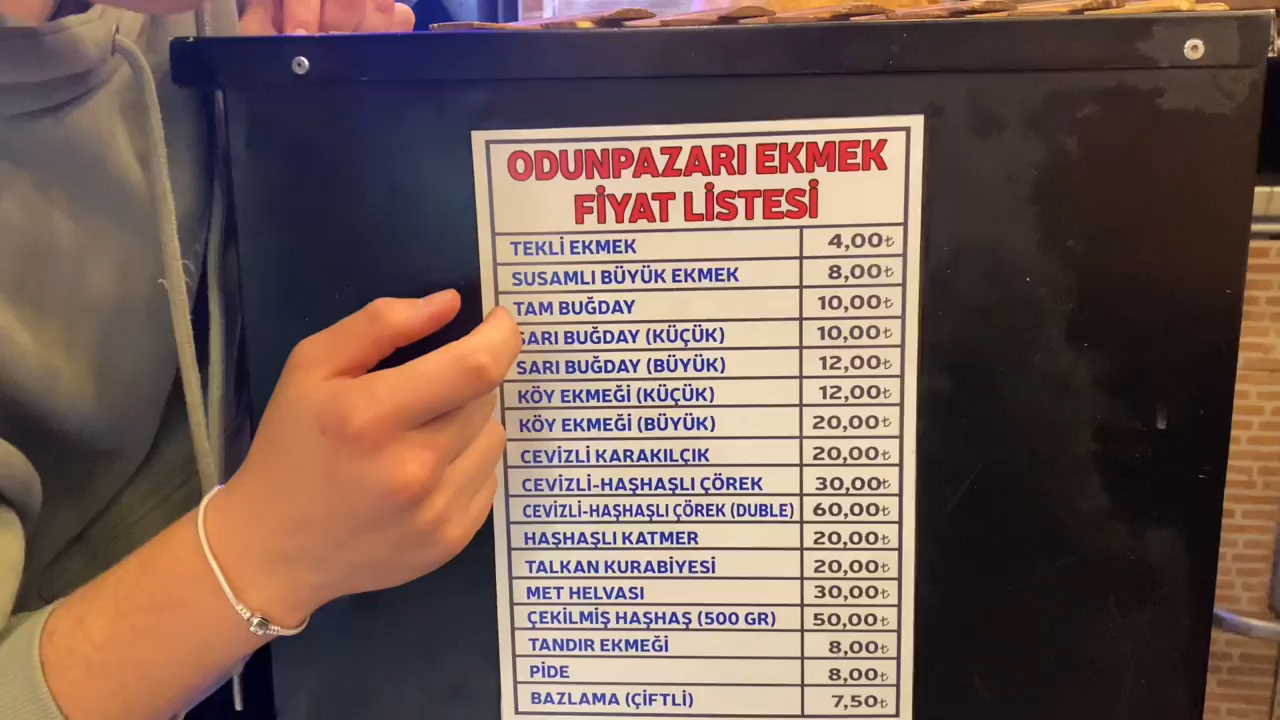 ODUNPAZARI EKMEK
FİYAT LİSTESİ
TEKLİ EKMEK 4,00₺
SUSAMLI BÜYÜK EKMEK 8,00₺
TAM BUĞDAY 10,00₺
SARI BUĞDAY (KÜÇÜK) 10,00₺
SARI BUĞDAY (BÜYÜK) 12,00₺
KÖY EKMEĞİ (KÜÇÜK) 12,00₺
KÖY EKMEĞİ (BÜYÜK) 20,00₺
CEVİZLİ KARAKILÇIK 20,00₺
CEVİZLİ-HAŞHAŞLI ÇÖREK 30,00₺
CEVİZLİ-HAŞHAŞLI ÇÖREK (DUBLE) 60,00₺
HAŞHAŞLI KATMER 20,00₺
TALKAN KURABİYESİ 20,00₺
MET HELVASI 30,00₺
ÇEKİLMİŞ HAŞHAŞ (500 GR) 50,00₺
TANDIR EKMEĞİ 8,00₺
PİDE 8,00₺
BAZLAMA (ÇİFTLİ) 7,50₺